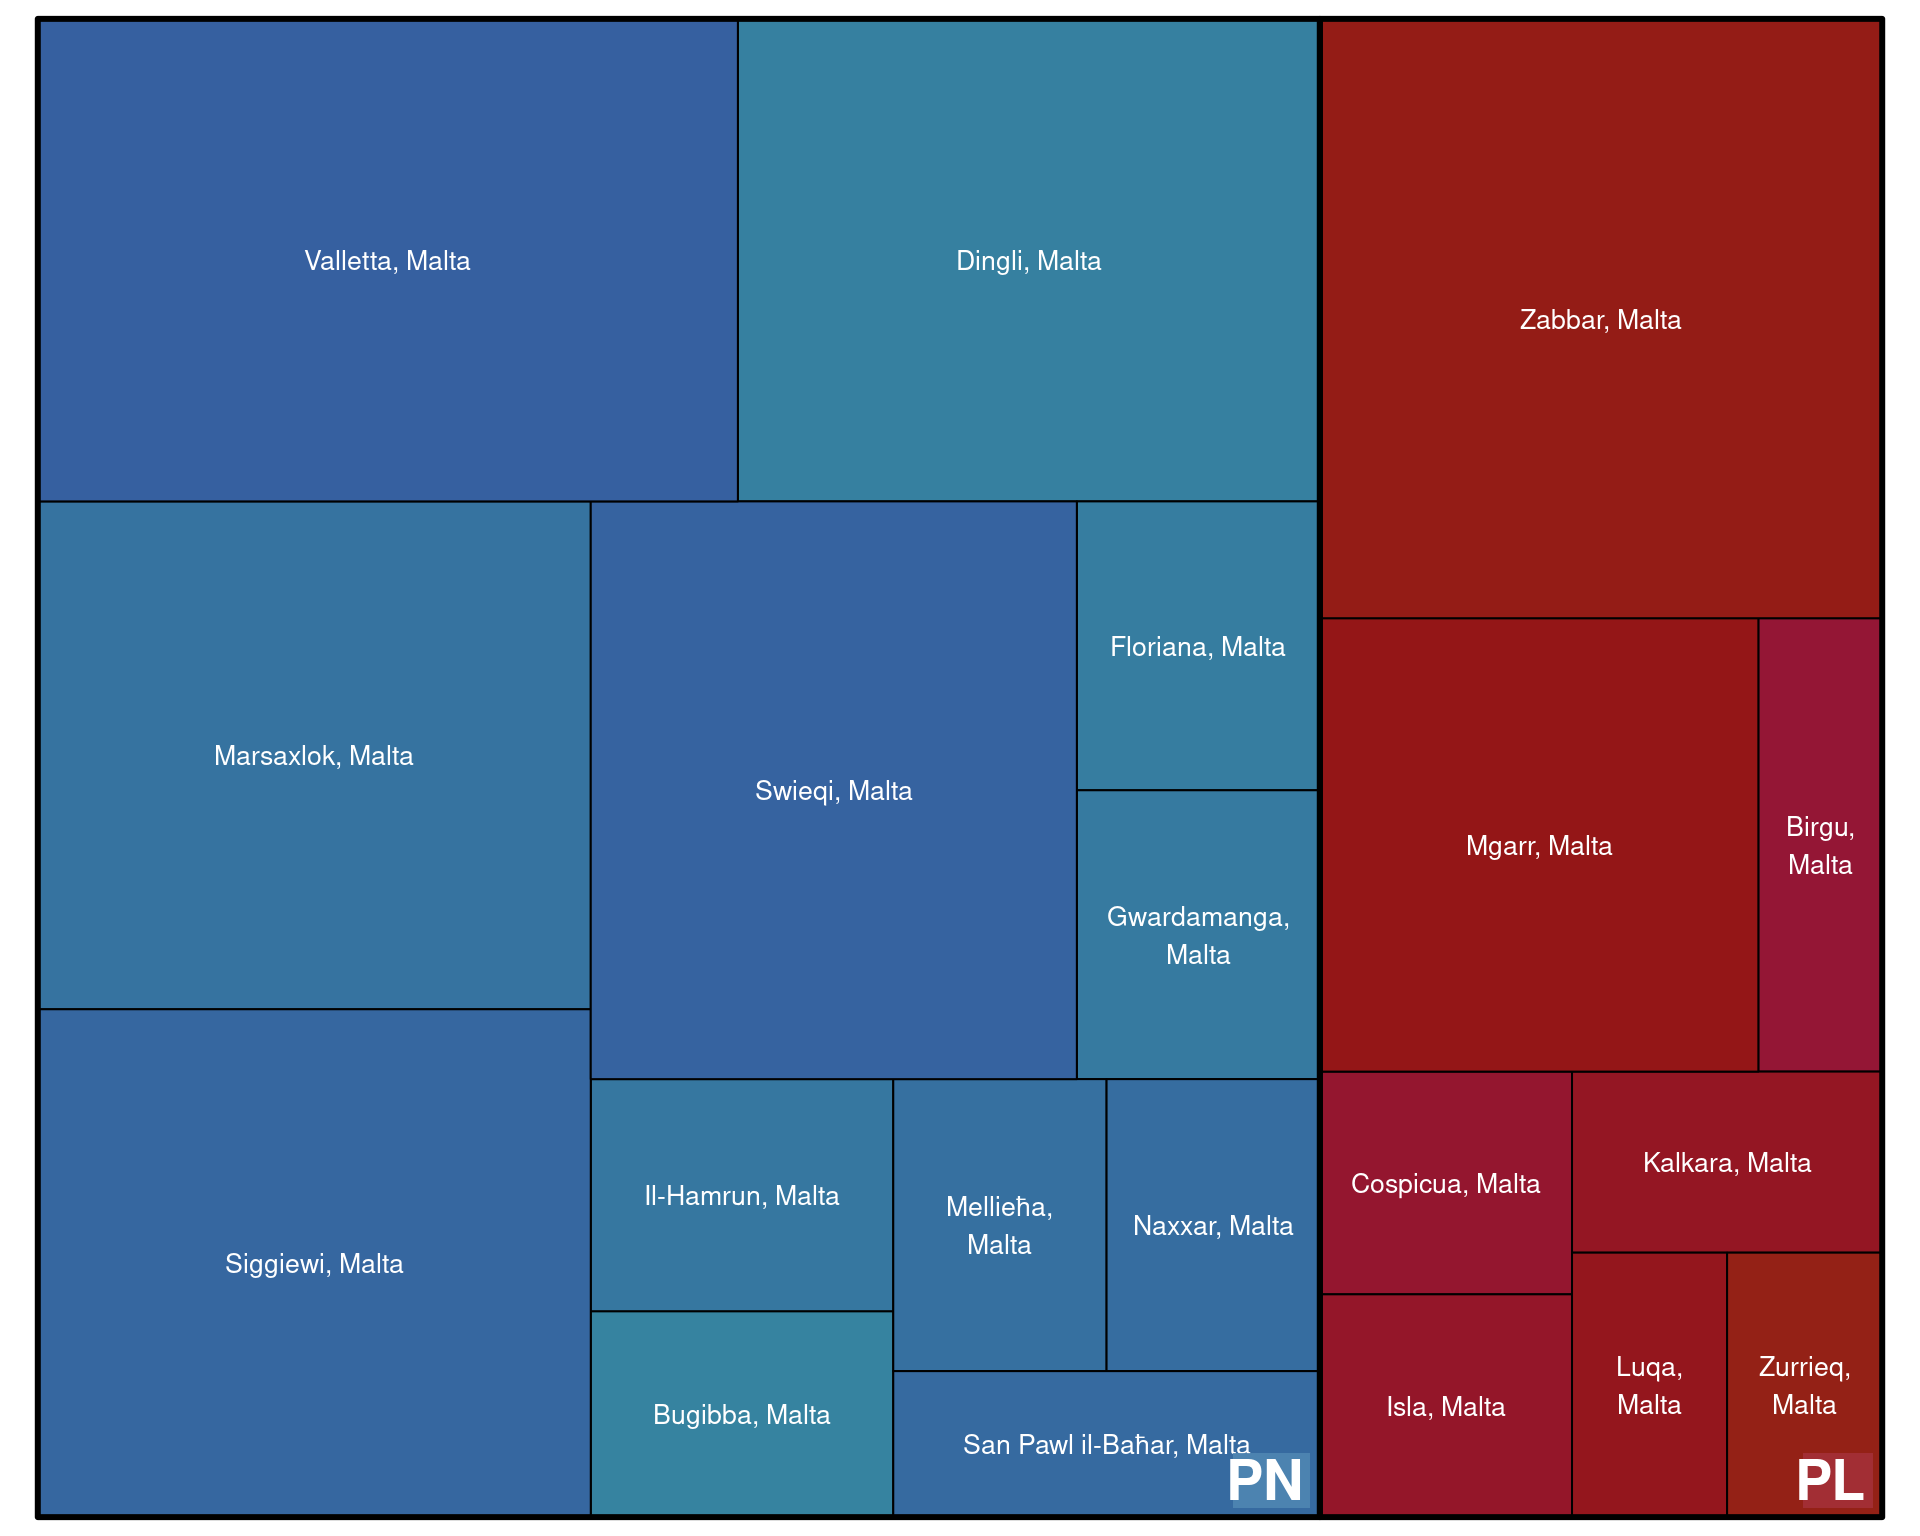 Valletta, Malta
Dingli, Malta
Zabbar, Malta
Marsaxlok, Malta
Swieqi, Malta
Floriana, Malta
Gwardamanga,
Malta
Mgarr, Malta
Birgu,
Malta
Siggiewi, Malta
Il-Hamrun, Malta
Mellieħa,
Malta
Naxxar, Malta
Bugibba, Malta
San Pawl il-Baħar, Malta
PN
Cospicua, Malta
Kalkara, Malta
Isla, Malta
Luqa,
Malta
Zurrieq,
Malta
PL